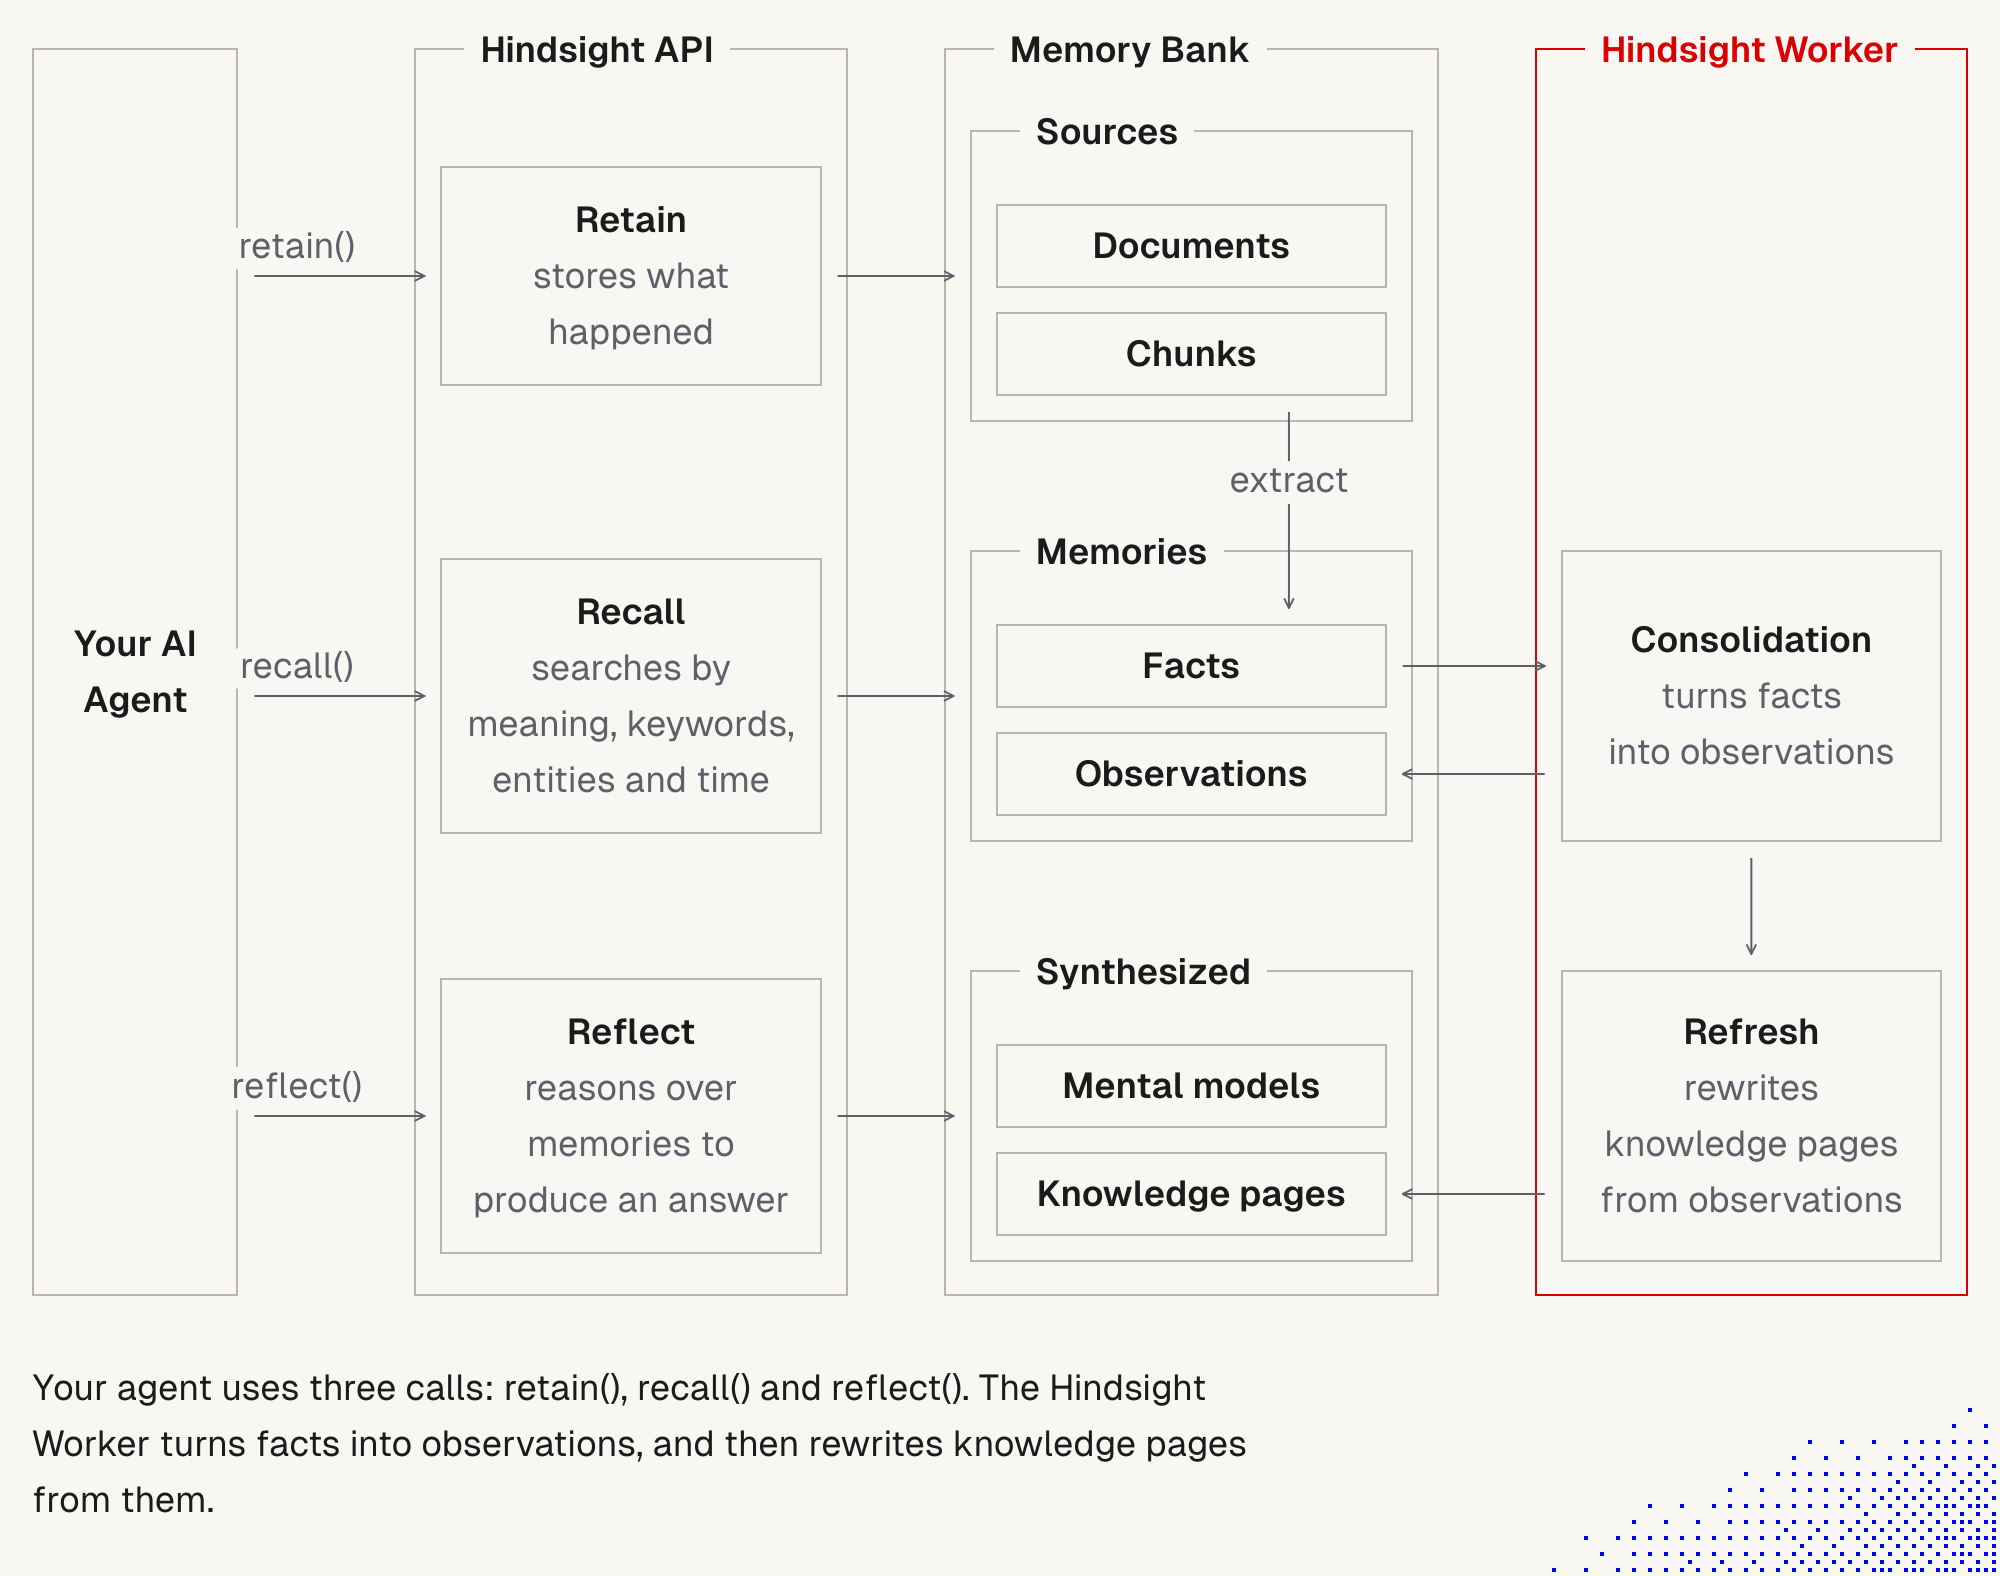 Hindsight API
Memory Bank
Hindsight Worker
Sources
Retain
stores what
happened
retain()
Documents
Chunks
extract
Memories
Your AI
Agent
recall()
Recall
searches by
meaning, keywords,
entities and time
Facts
Observations
Consolidation
turns facts
into observations
Synthesized
reflect()
Reflect
reasons over
memories to
produce an answer
Mental models
Knowledge pages
Refresh
rewrites
knowledge pages
from observations
Your agent uses three calls: retain(), recall() and reflect(). The Hindsight
Worker turns facts into observations, and then rewrites knowledge pages
from them.